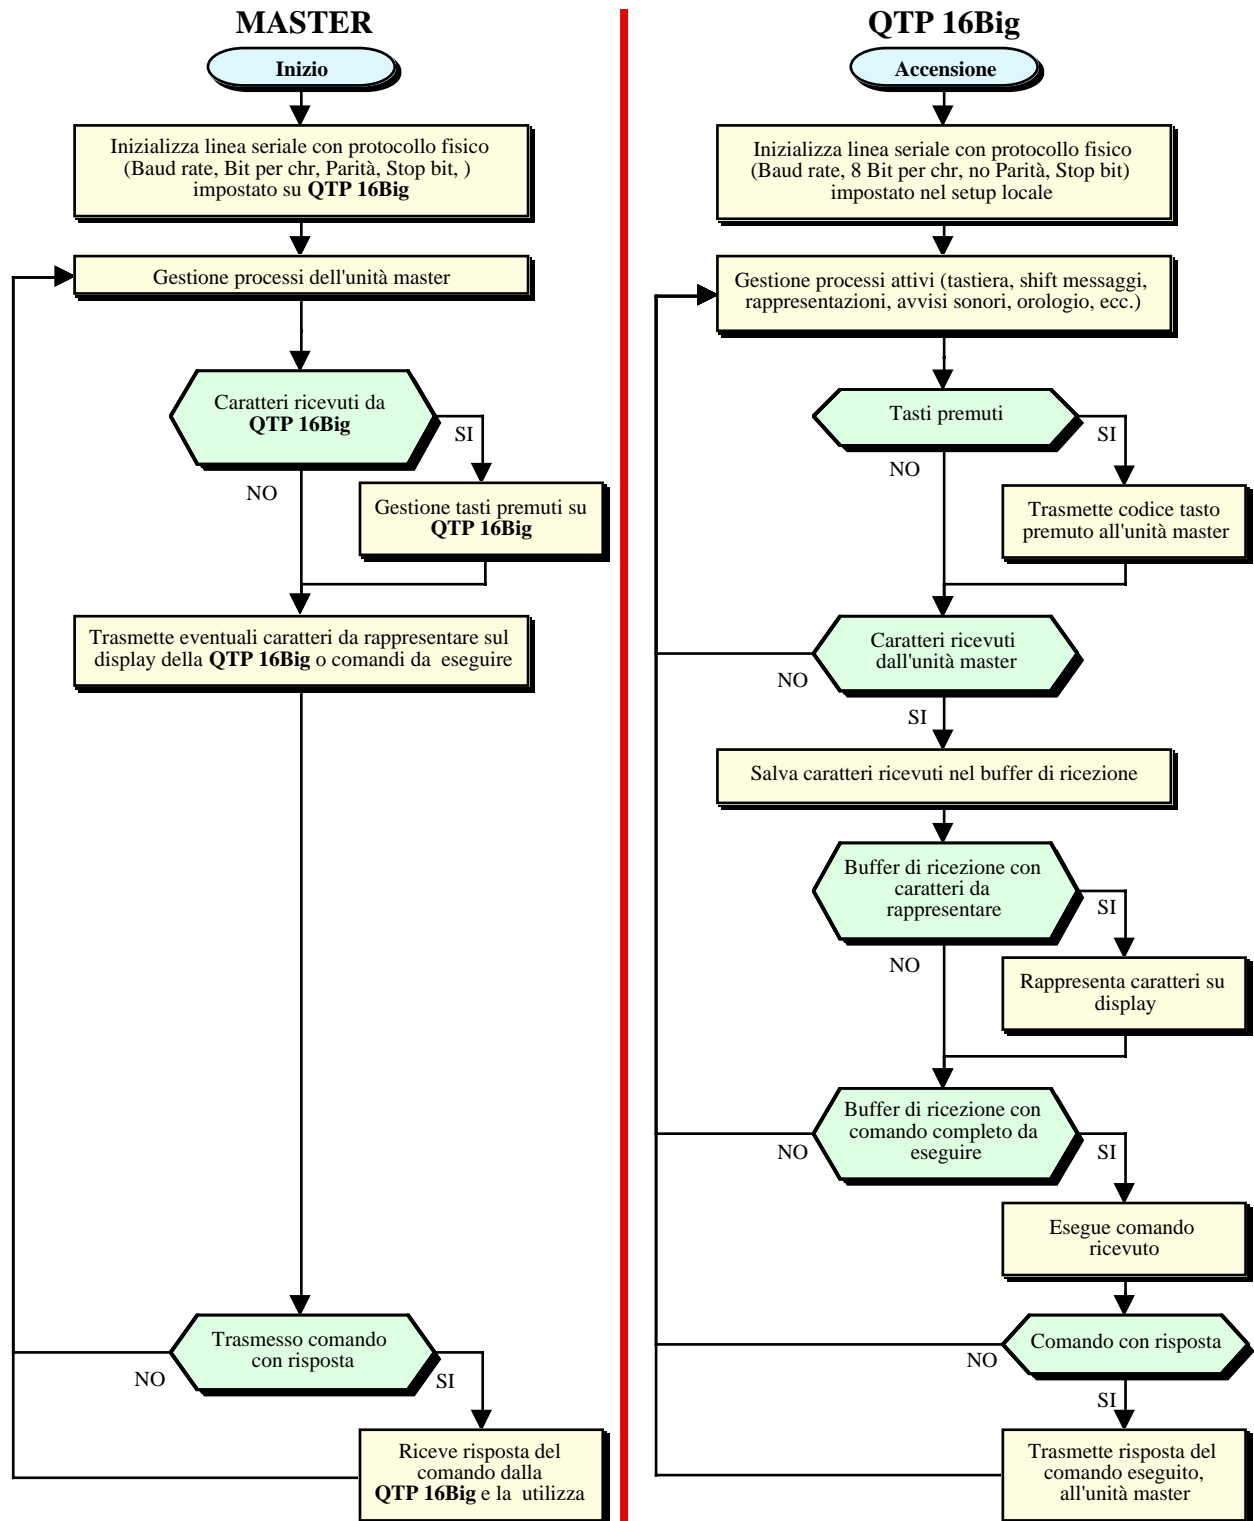 MASTER
Inizio
Inizializza linea seriale con protocollo fisico
(Baud rate, Bit per chr, Parità, Stop bit, )
impostato su QTP 16Big
Gestione processi dell'unità master
Caratteri ricevuti da
QTP 16Big
SI
NO
Gestione tasti premuti su
QTP 16Big
Trasmette eventuali caratteri da rappresentare sul
display della QTP 16Big o comandi da eseguire
Trasmesso comando
con risposta
NO
SI
Riceve risposta del
comando dalla
QTP 16Big e la utilizza
QTP 16Big
Accensione
Inizializza linea seriale con protocollo fisico
(Baud rate, 8 Bit per chr, no Parità, Stop bit)
impostato nel setup locale
Gestione processi attivi (tastiera, shift messaggi,
rappresentazioni, avvisi sonori, orologio, ecc.)
Tasti premuti
SI
NO
Trasmette codice tasto
premuto all'unità master
Caratteri ricevuti
dall'unità master
NO
SI
Salva caratteri ricevuti nel buffer di ricezione
Buffer di ricezione con
caratteri da
rappresentare
SI
NO
Rappresenta caratteri su
display
Buffer di ricezione con
comando completo da
eseguire
NO
SI
Esegue comando
ricevuto
Comando con risposta
NO
SI
Trasmette risposta del
comando eseguito,
all'unità master